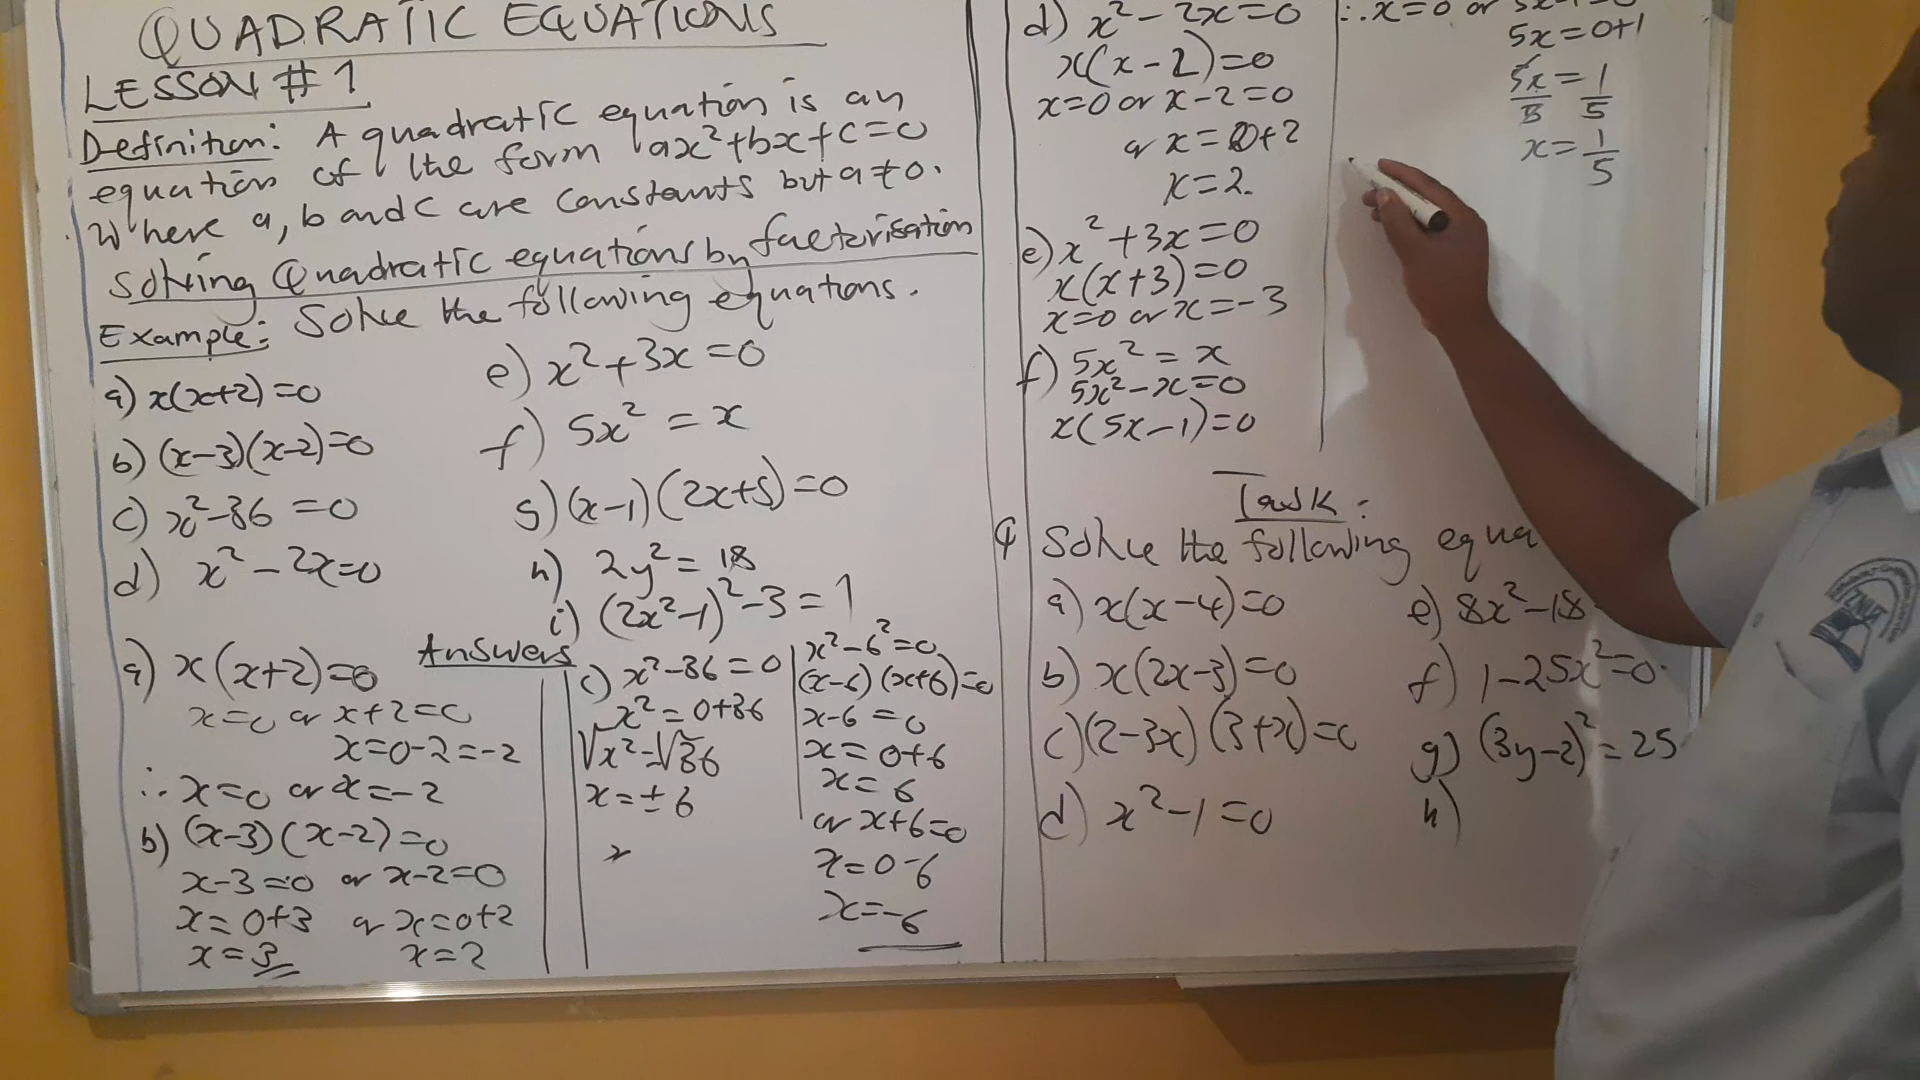 QUADRATIC EQUATIONS
LESSON # 1
Definition: A quadratic equation is an
equation of the form ax²+bx+c=0
Where a, b and c are constants but a≠0.
Solving Quadratic equations by factorisation
Example: Solve the following equations.
a) x(x+2)=0
b) (x-3)(x-2)=0
c) x²-36=0
d) x²-2x=0
e) x²+3x=0
f) 5x²=x
g) (x-1)(2x+5)=0
h) 2y²=18
i) (2x²-1)²-3=1
Answers
a) x(x+2)=0
x=0 or x+2=0
x=0-2=-2
∴ x=0 or x=-2
b) (x-3)(x-2)=0
x-3=0 or x-2=0
x=0+3 or x=0+2
x=3 x=2
c) x²-36=0
x²=0+36
√x²=√36
x=±6
x
x²-6²=0
(x-6)(x+6)=0
x-6=0
x=0+6
x=6
or x+6=0
x=0-6
x=-6
d) x²-2x=0
x(x-2)=0
x=0 or x-2=0
or x=0+2
x=2.
e) x²+3x=0
x(x+3)=0
x=0 or x=-3
f) 5x²=x
5x²-x=0
x(5x-1)=0
∴ x=0 or 5x-1=0
5x=0+1
5x/5=1/5
x=1/5
Task:
Solve the following equa
a) x(x-4)=0
b) x(2x-3)=0
c) (2-3x)(3+x)=0
d) x²-1=0
e) 8x²-18
f) 1-25x²=0.
g) (3y-2)²=25
h)